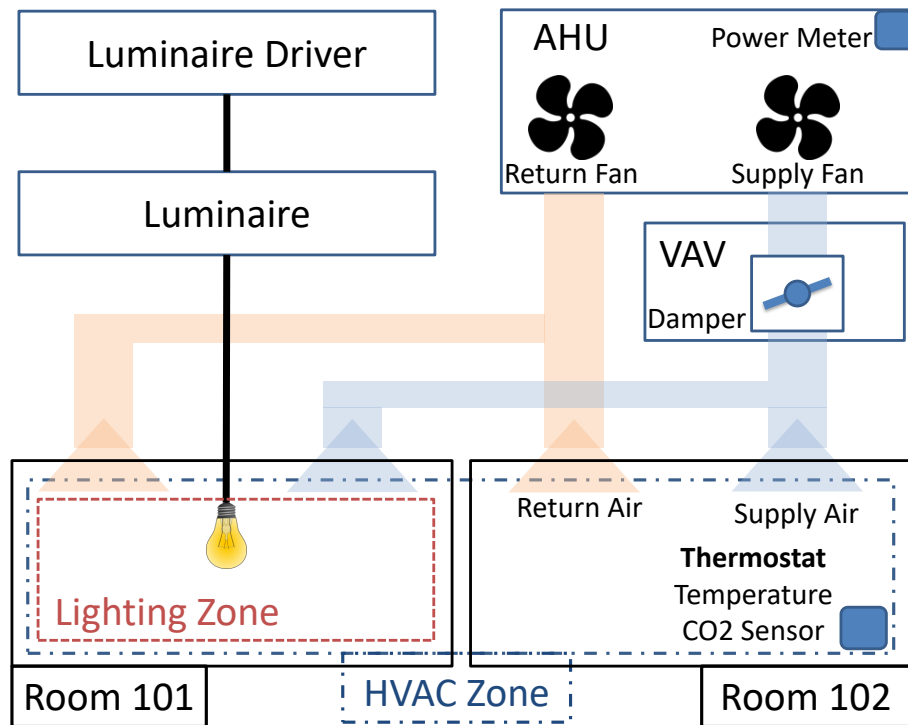 Luminaire Driver
AHU
Power Meter
Return Fan
Supply Fan
Luminaire
VAV
Damper
Return Air
Supply Air
Thermostat
Temperature
CO2 Sensor
Lighting Zone
Room 101
HVAC Zone
Room 102